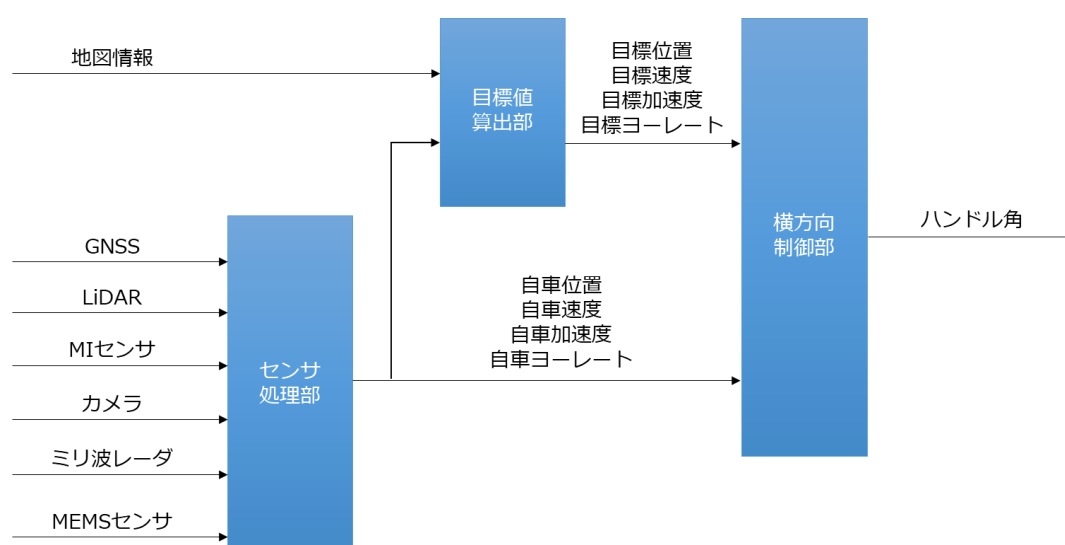 地図情報
目標値
算出部
目標位置
目標速度
目標加速度
目標ヨーレート
横方向
制御部
ハンドル角
GNSS
LiDAR
MIセンサ
カメラ
ミリ波レーダ
MEMSセンサ
センサ
処理部
自車位置
自車速度
自車加速度
自車ヨーレート